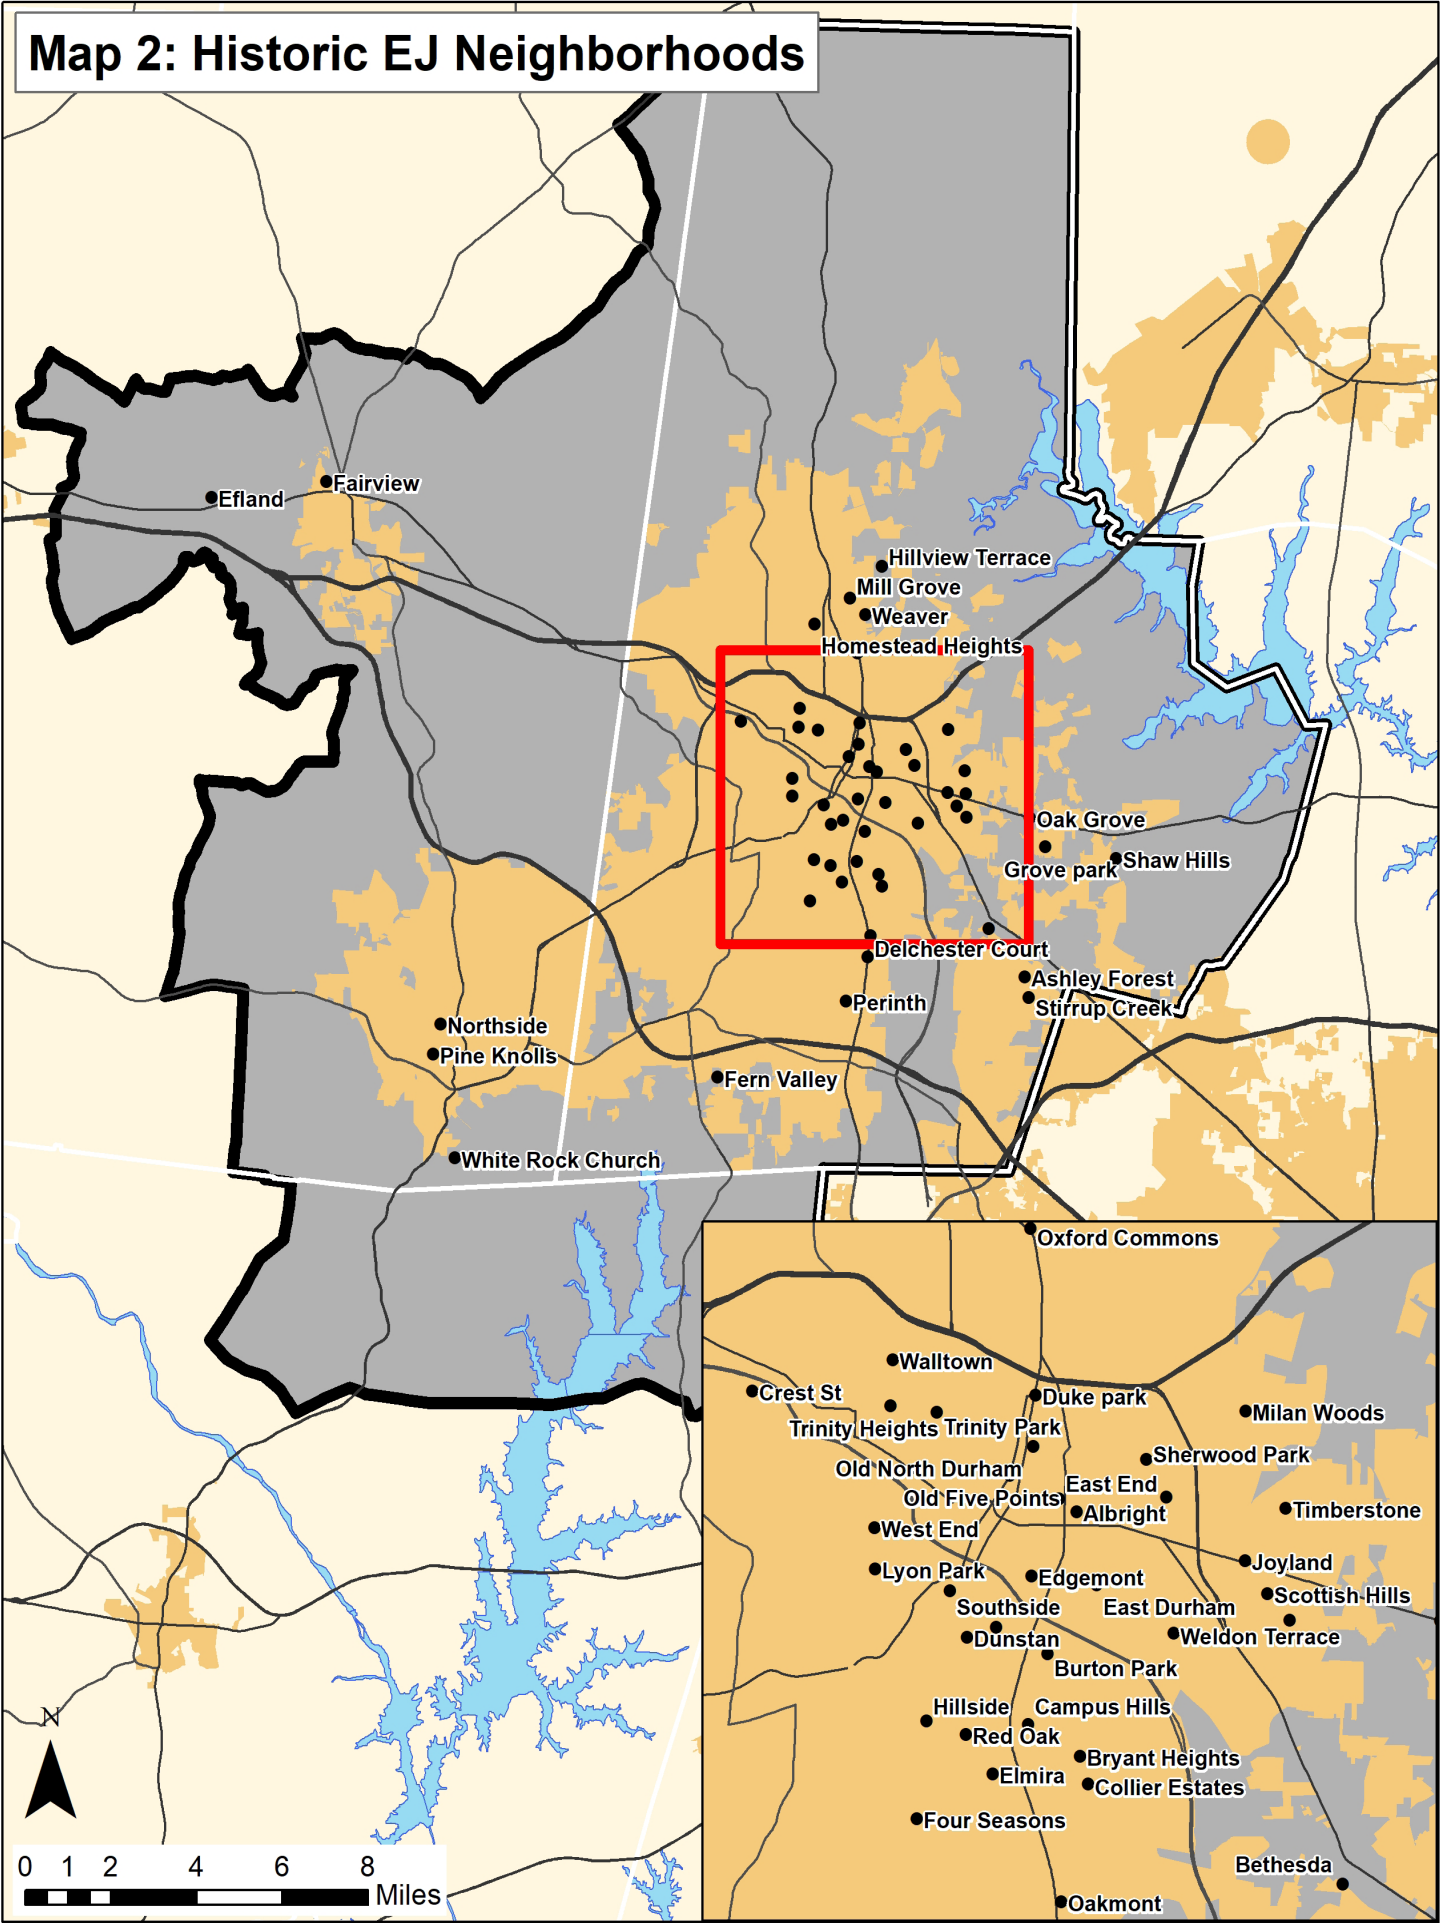 Map 2: Historic EJ Neighborhoods
Fairview
Efland
Hillview Terrace
Mill Grove
Weaver
Homestead Heights
Oak Grove
Shaw Hills
Grove park
Delchester Court
Ashley Forest
Perinth
Stirrup Creek
Northside
Pine Knolls
Fern Valley
White Rock Church
Oxford Commons
Walltown
Crest St
Duke park
Milan Woods
Trinity Heights
Trinity Park
Sherwood Park
Old North Durham
East End
Old Five Points
Timberstone
Albright
West End
Joyland
Lyon Park
Edgemont
Scottish Hills
Southside
East Durham
Dunstan
Weldon Terrace
Burton Park
Hillside
Campus Hills
Red Oak
Bryant Heights
Elmira
Collier Estates
Four Seasons
Bethesda
Oakmont
N
0 1 2 4 6 8
Miles